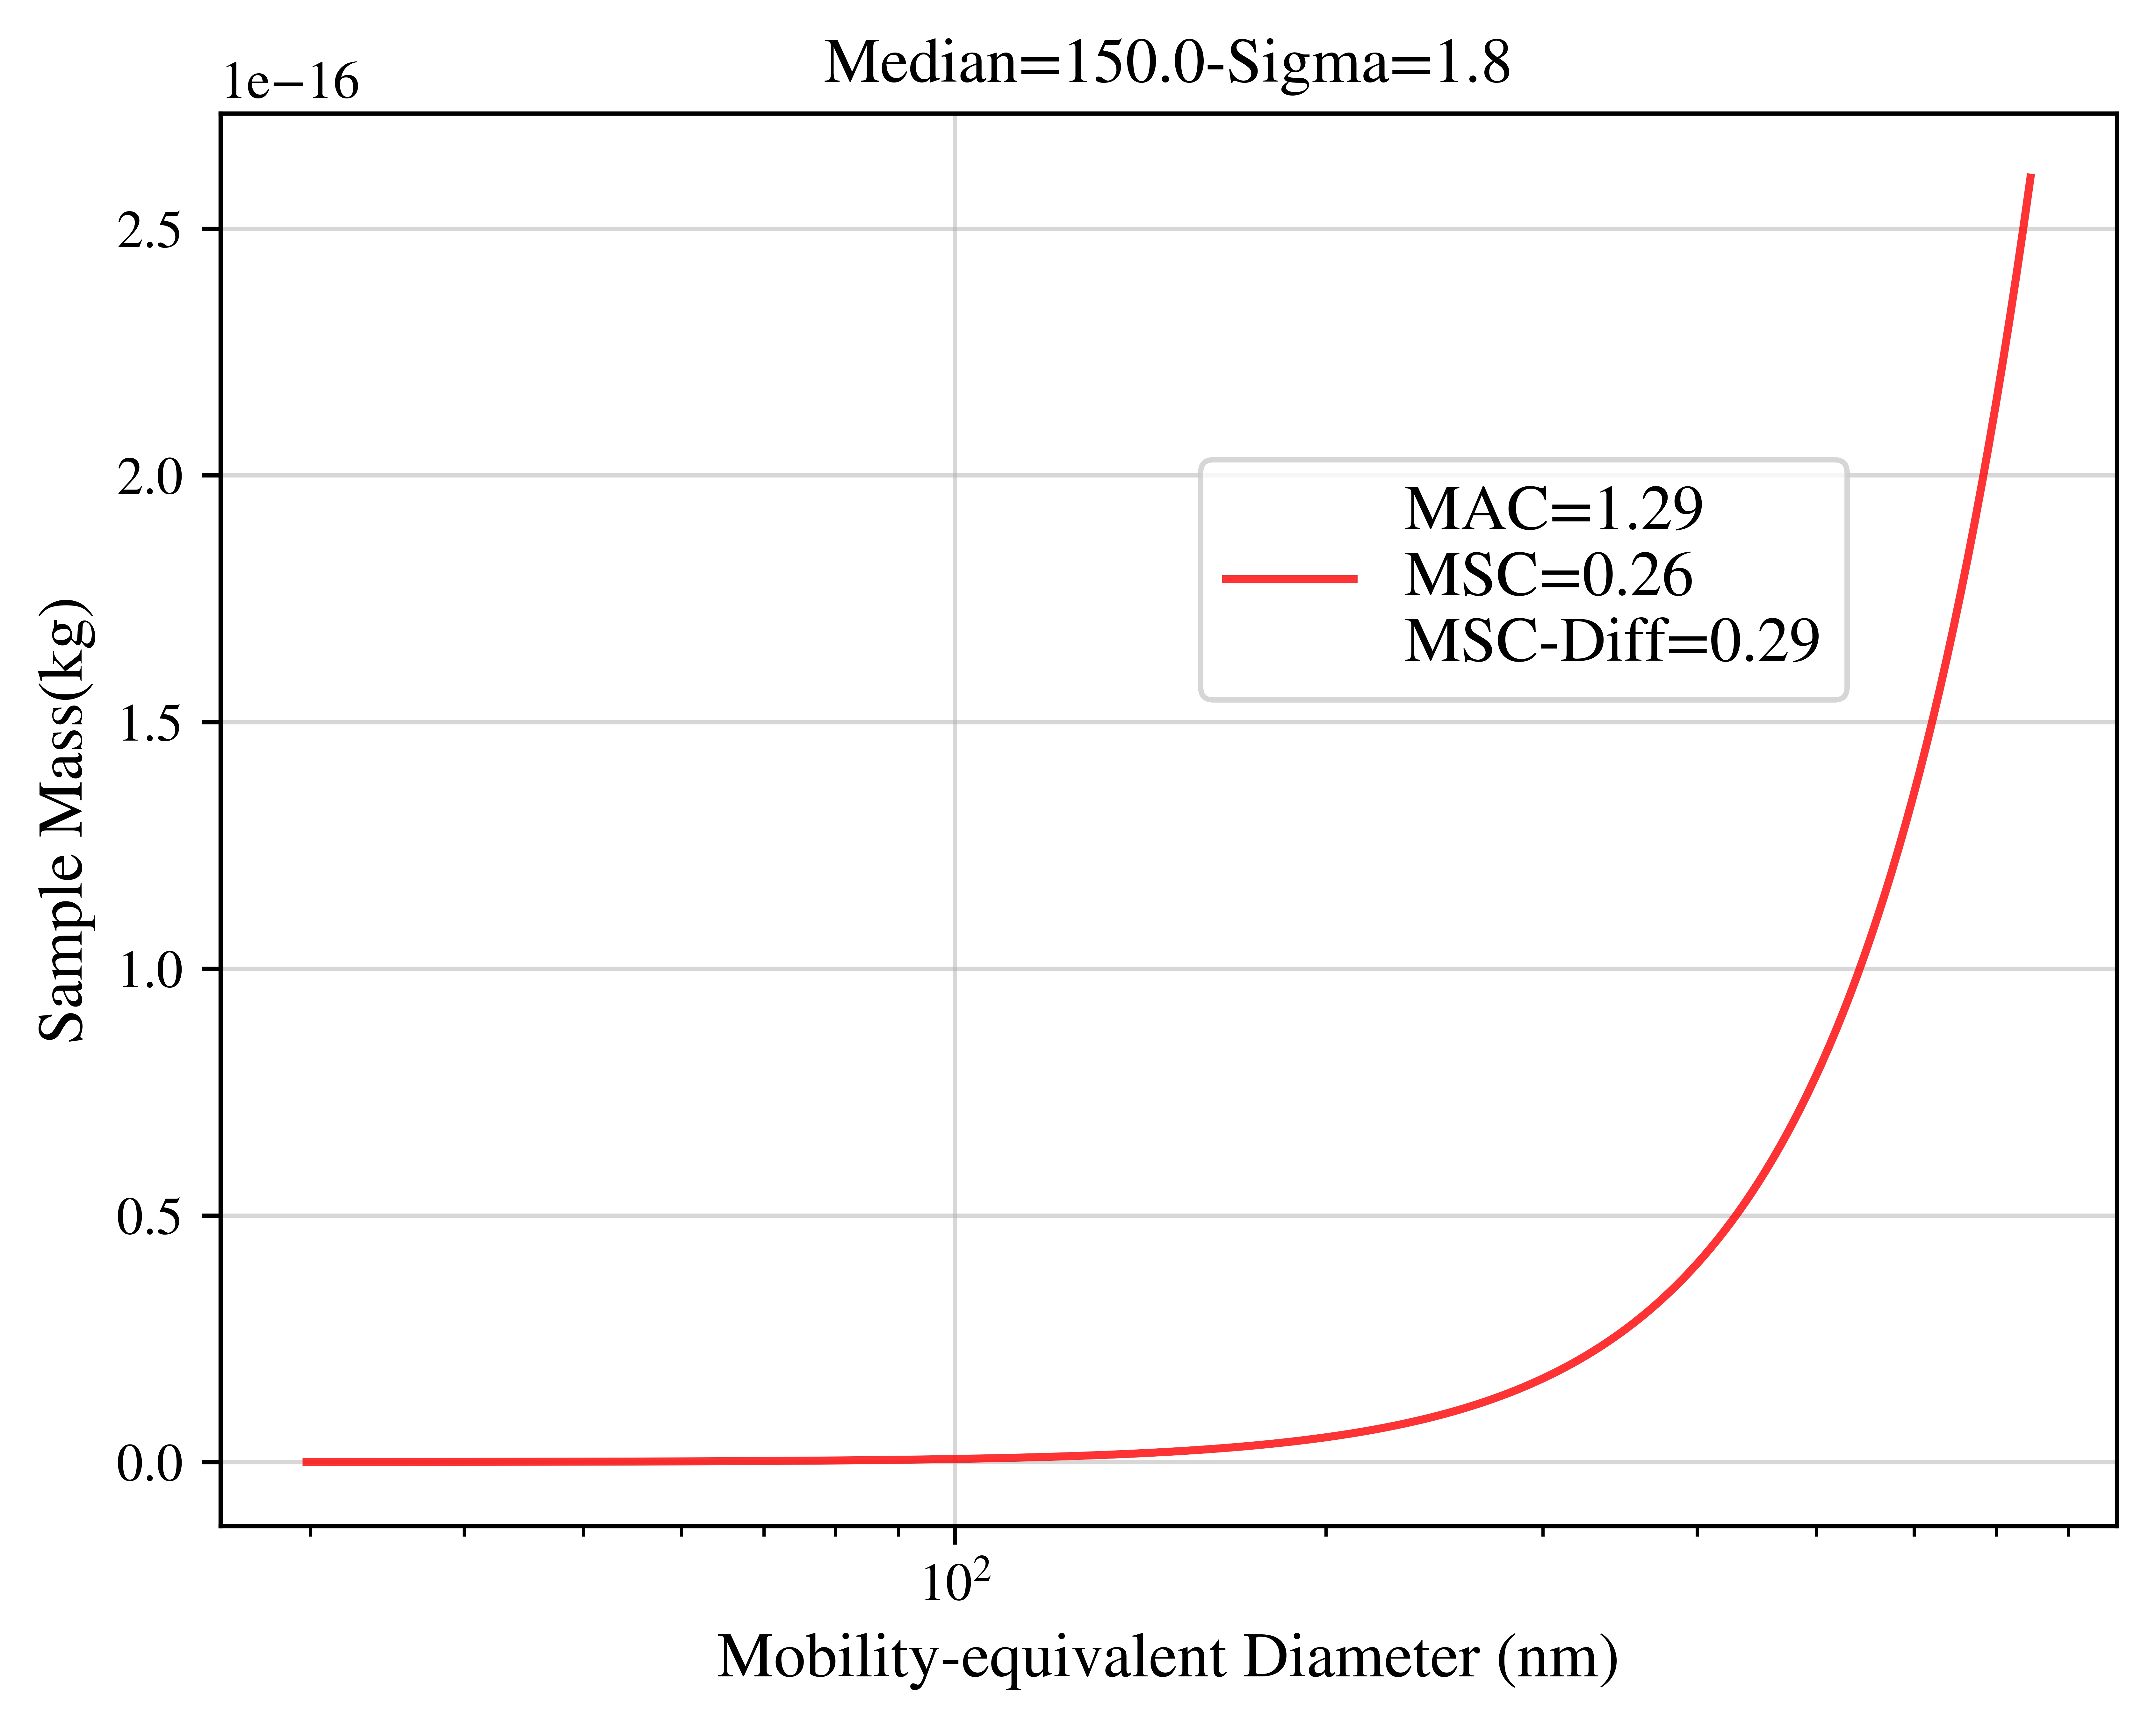 Median=150.0-Sigma=1.8
1e−16
2.5
2.0
1.5
1.0
0.5
0.0
Sample Mass(kg)
MAC=1.29
MSC=0.26
MSC-Diff=0.29
10²
Mobility-equivalent Diameter (nm)